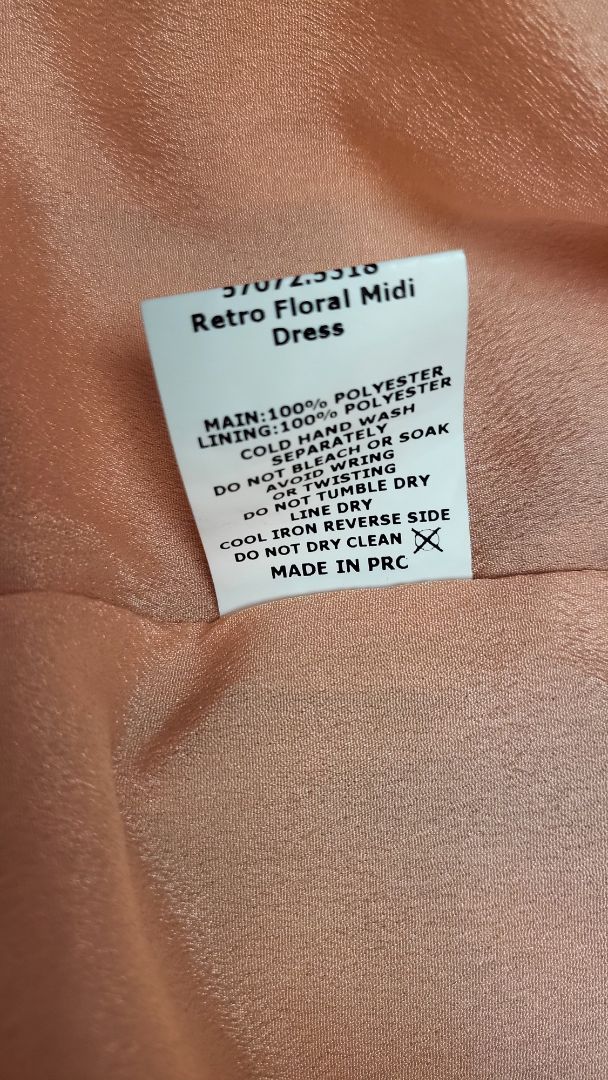 37072.3318
Retro Floral Midi
Dress
MAIN:100% POLYESTER
LINING:100% POLYESTER
COLD HAND WASH
SEPARATELY
DO NOT BLEACH OR SOAK
AVOID WRING
OR TWISTING
DO NOT TUMBLE DRY
LINE DRY
COOL IRON REVERSE SIDE
DO NOT DRY CLEAN
MADE IN PRC